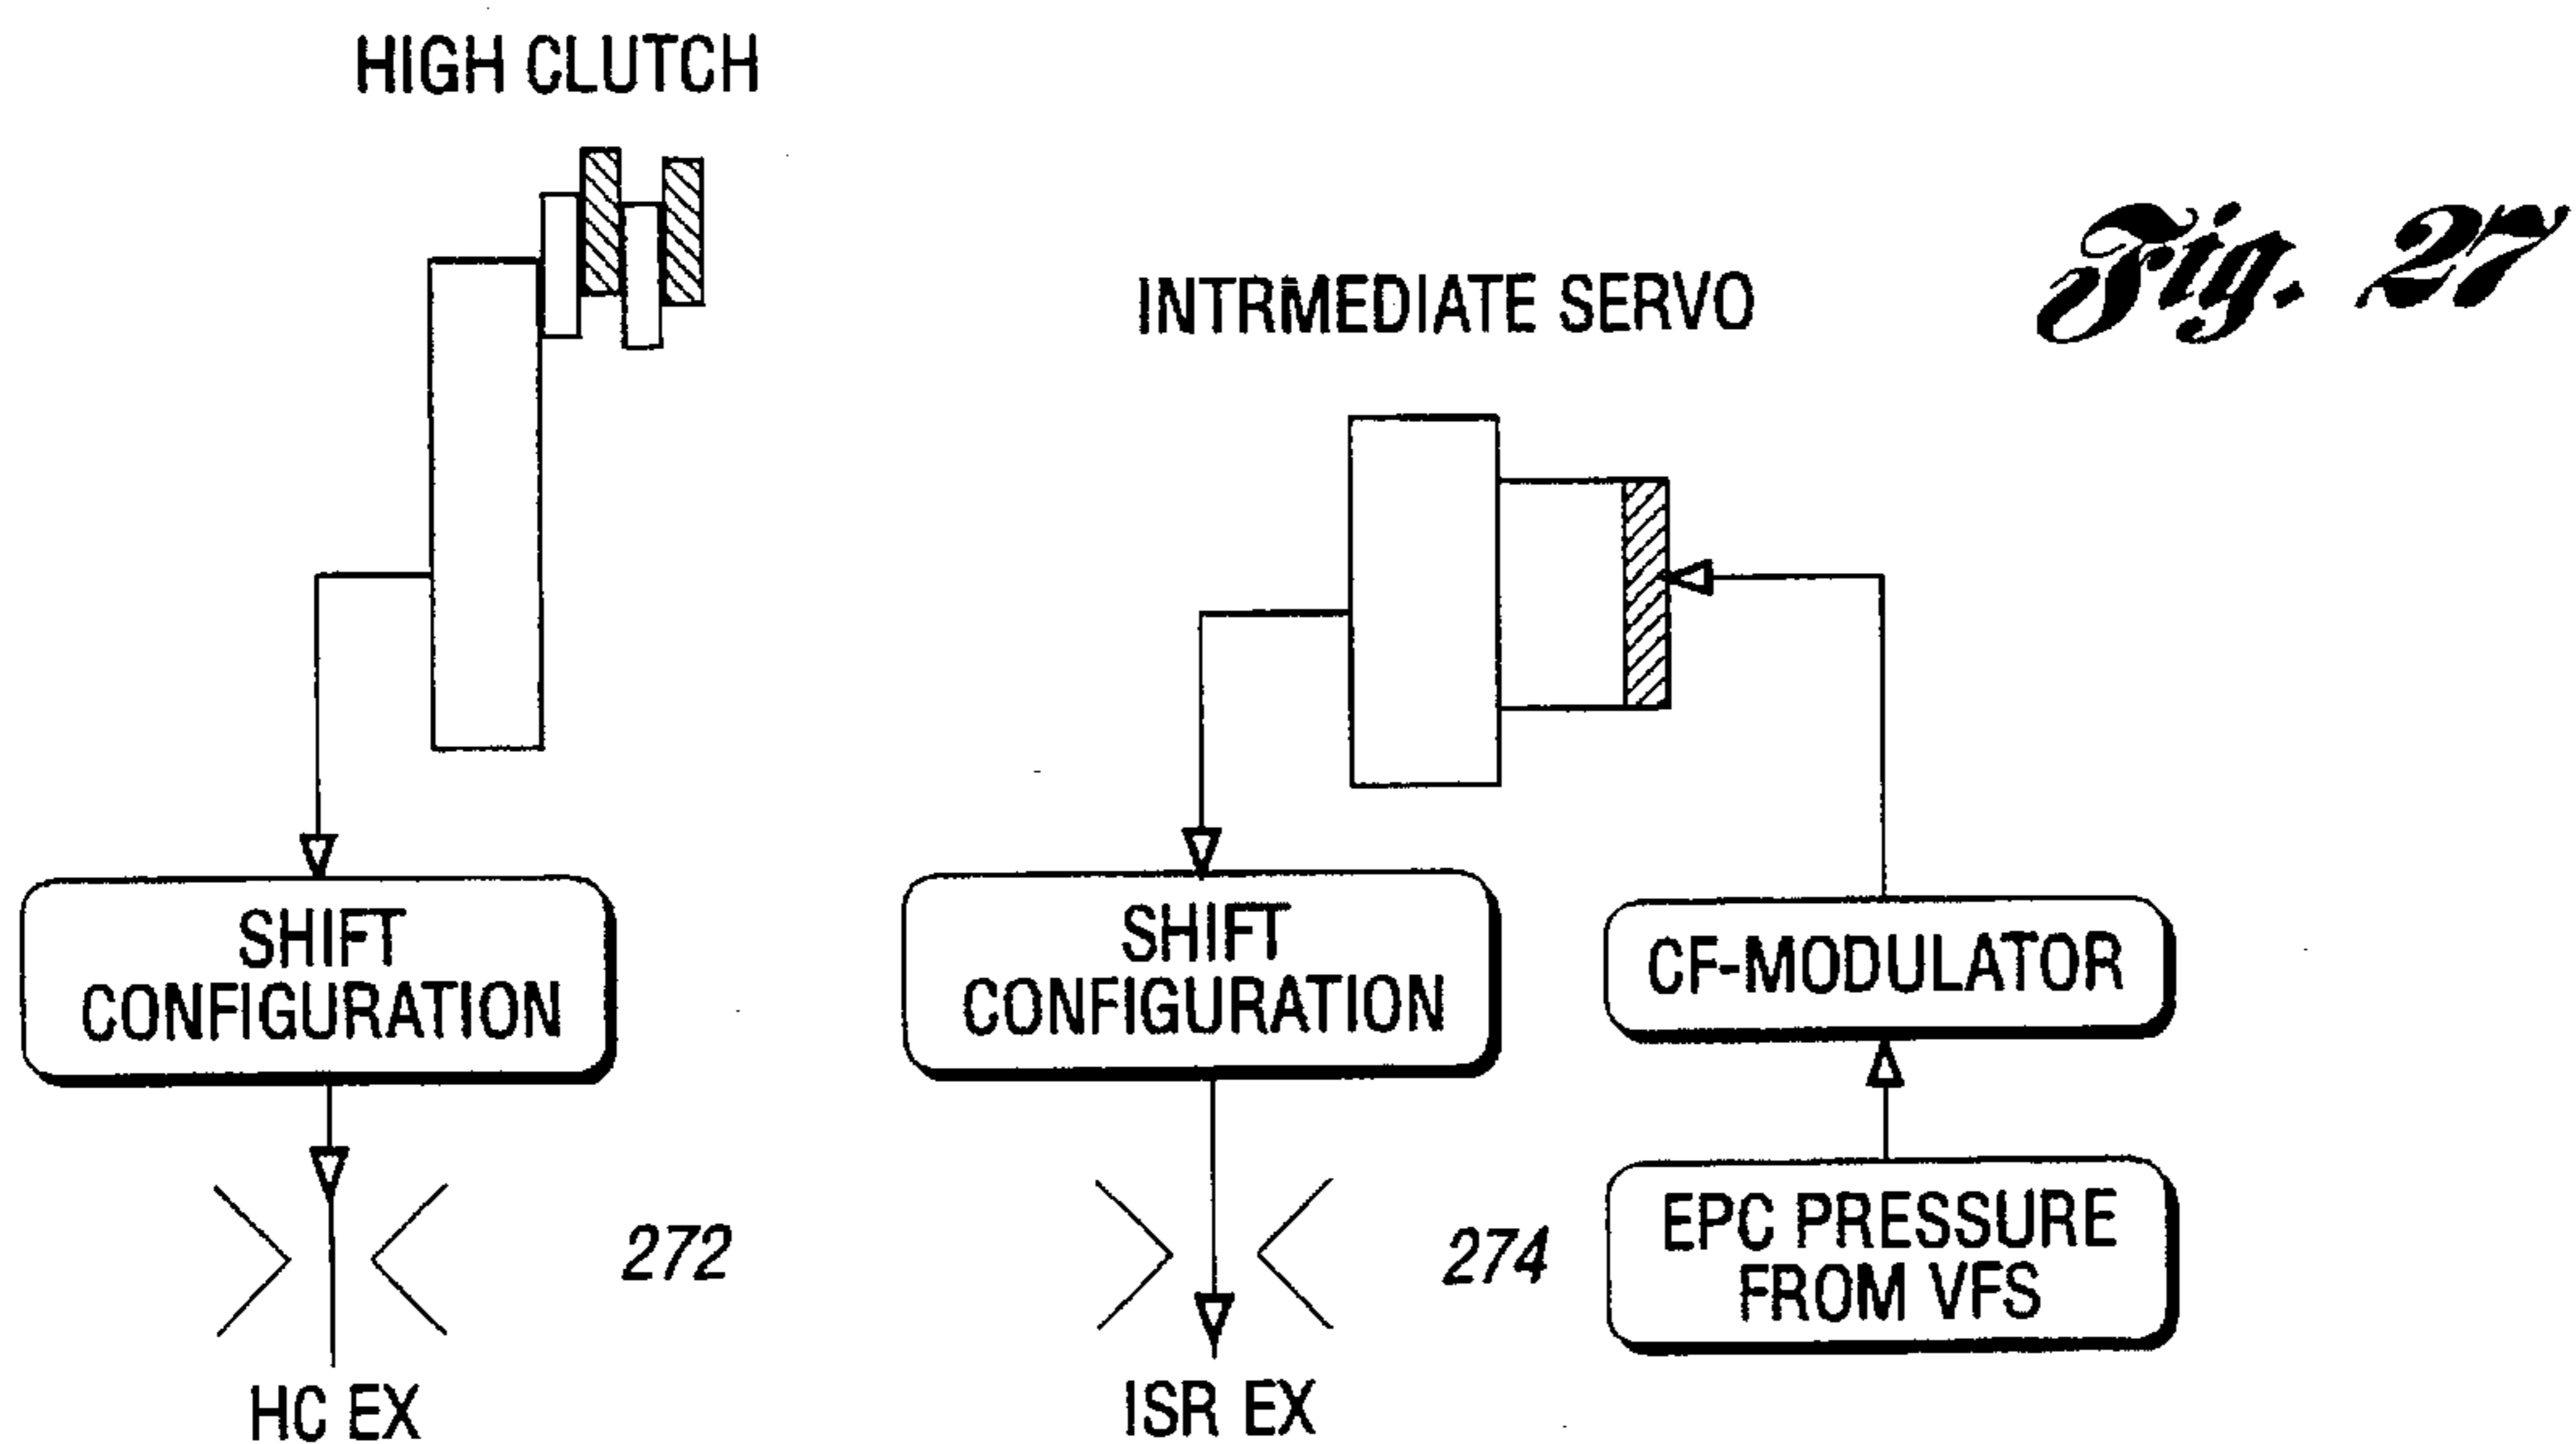 HIGH CLUTCH
INTRMEDIATE SERVO
Fig. 27
SHIFT
CONFIGURATION
SHIFT
CONFIGURATION
CF-MODULATOR
EPC PRESSURE
FROM VFS
272
274
HC EX
ISR EX